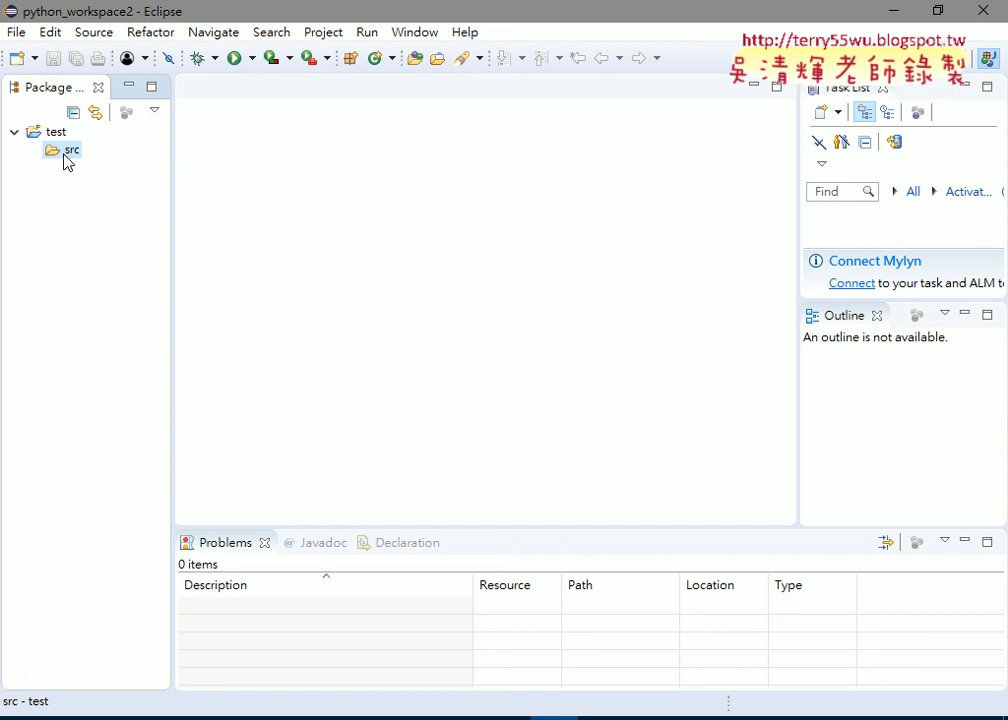 python_workspace2 - Eclipse
File Edit Source Refactor Navigate Search Project Run Window Help
http://terry55wu.blogspot.tw
吳清輝老師錄製
Package ...
Task List
test
src
Find
All
Activat...
Connect Mylyn
Connect to your task and ALM t
Outline
An outline is not available.
Problems
Javadoc
Declaration
0 items
Description Resource Path Location Type
src - test